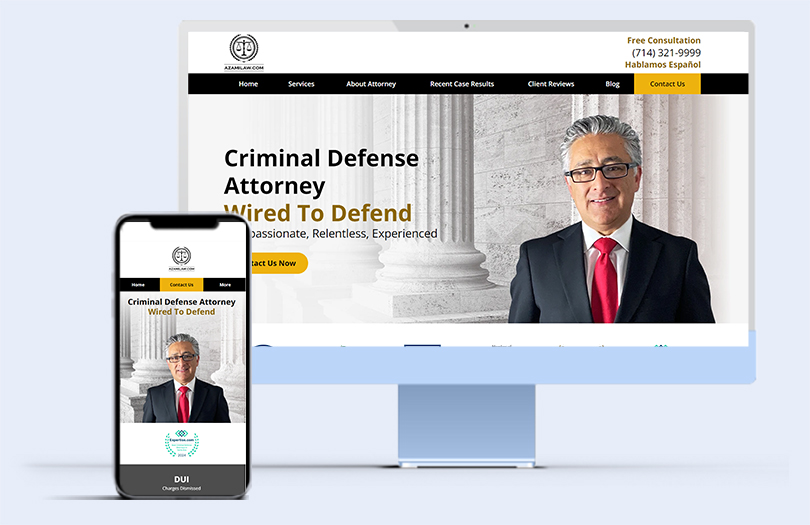 AZAMILAW.COM
Free Consultation
(714) 321-9999
Hablamos Español
Home Services About Attorney Recent Case Results Client Reviews Blog Contact Us
Criminal Defense
Attorney
Wired To Defend
passionate, Relentless, Experienced
tact Us Now
AZAMILAW.COM
Home Contact Us More
Criminal Defense Attorney
Wired To Defend
Expertise.com
2024
DUI
Charges Dismissed